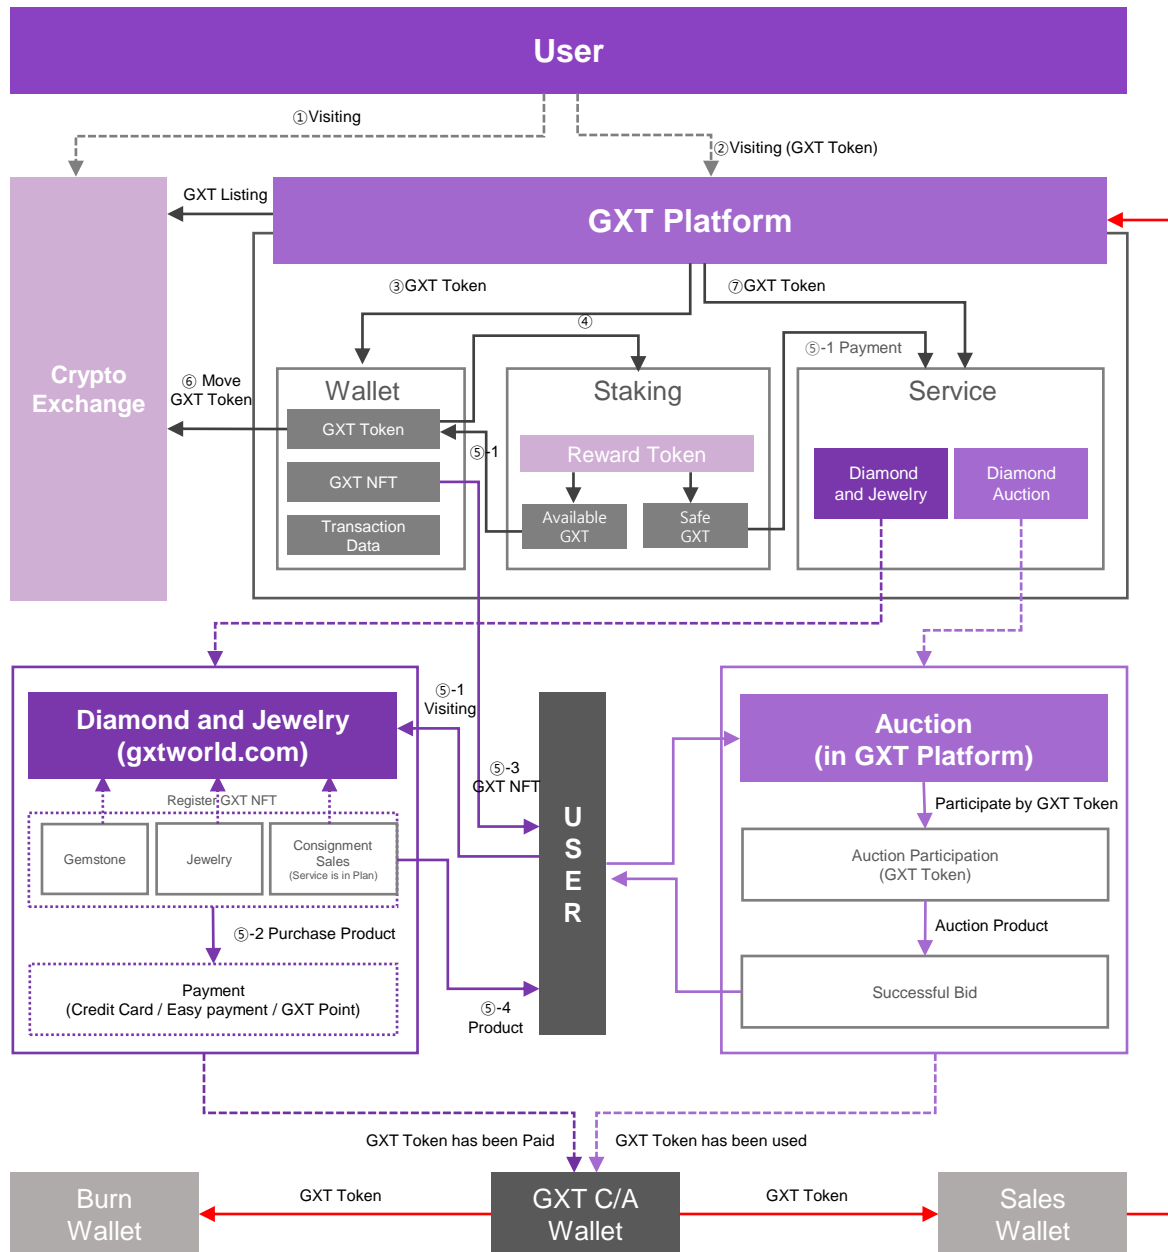 User
①Visiting
②Visiting (GXT Token)
GXT Listing
GXT Platform
③GXT Token
⑦GXT Token
④
⑤-1 Payment
Crypto
Exchange
⑥ Move
GXT Token
Wallet
GXT Token
GXT NFT
Transaction
Data
⑤-1
Staking
Reward Token
Available
GXT
Safe
GXT
Service
Diamond
and Jewelry
Diamond
Auction
Diamond and Jewelry
(gxtworld.com)
Register GXT NFT
Gemstone
Jewelry
Consignment
Sales
(Service is in Plan)
⑤-2 Purchase Product
Payment
(Credit Card / Easy payment / GXT Point)
⑤-1
Visiting
⑤-3
GXT NFT
⑤-4
Product
U
S
E
R
Auction
(in GXT Platform)
Participate by GXT Token
Auction Participation
(GXT Token)
Auction Product
Successful Bid
GXT Token has been Paid
GXT Token has been used
Burn
Wallet
GXT Token
GXT C/A
Wallet
GXT Token
Sales
Wallet